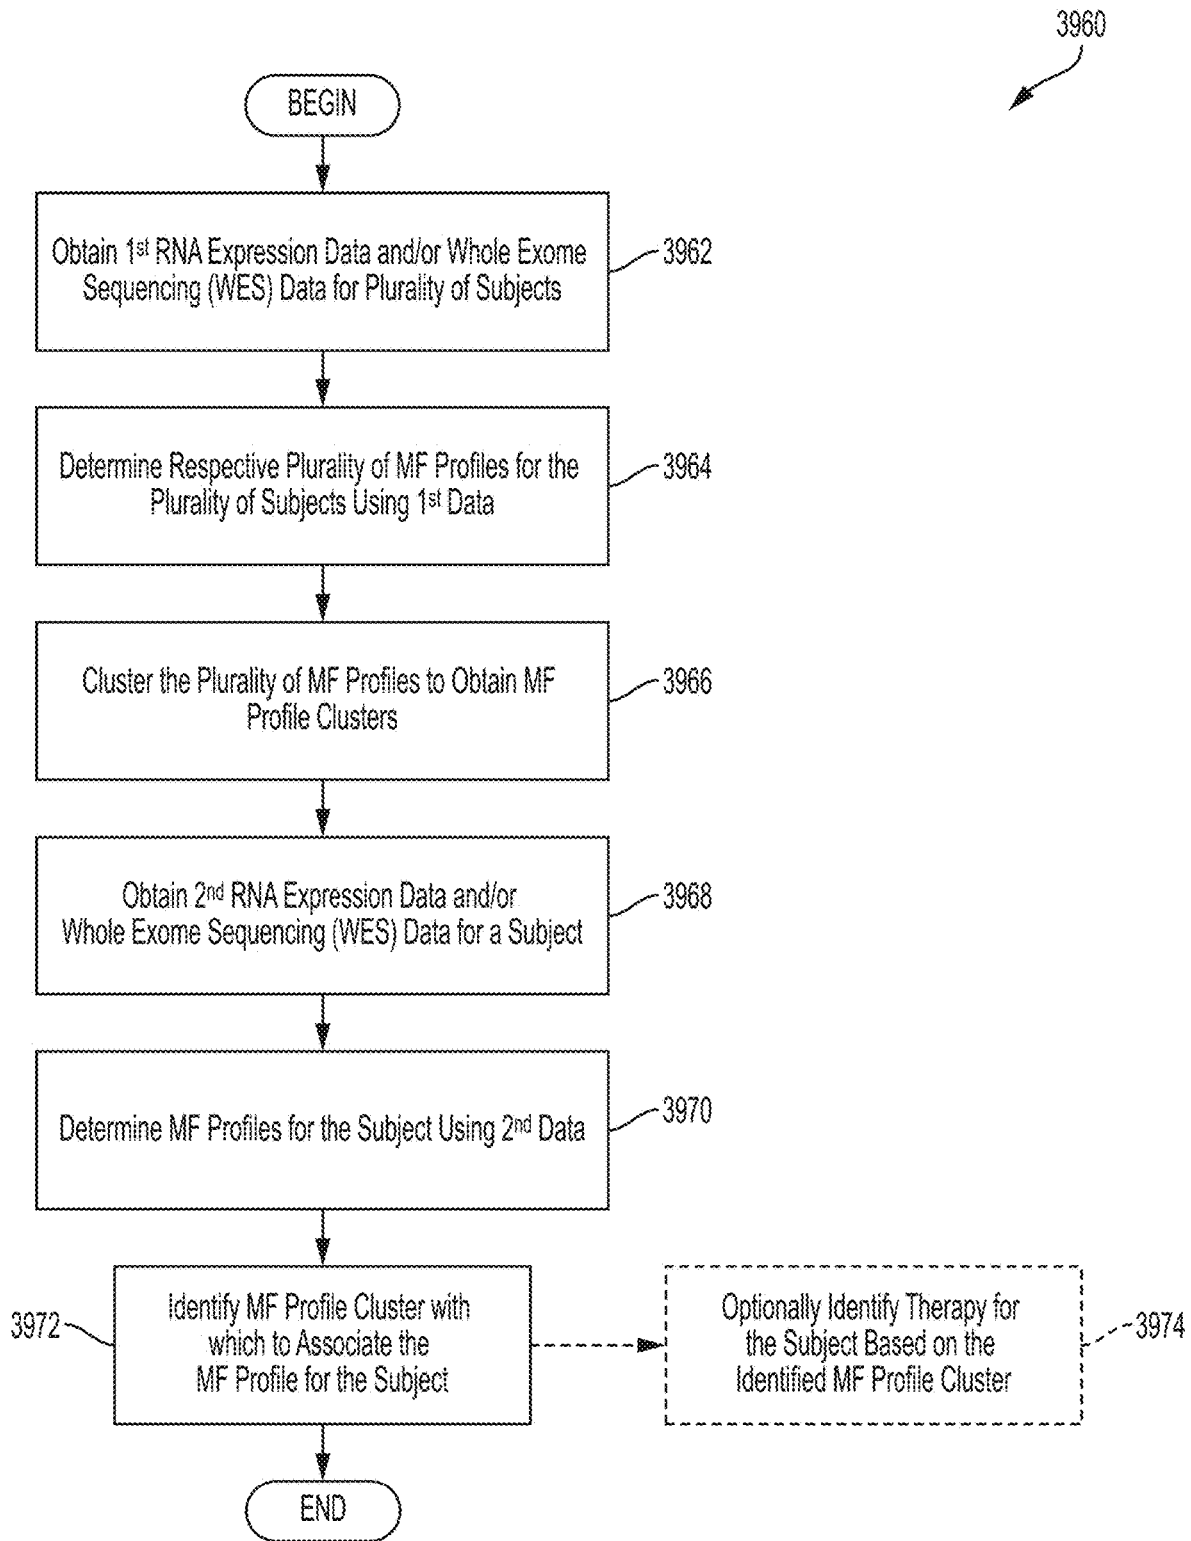 3960
BEGIN
Obtain 1st RNA Expression Data and/or Whole Exome
Sequencing (WES) Data for Plurality of Subjects
3962
Determine Respective Plurality of MF Profiles for the
Plurality of Subjects Using 1st Data
3964
Cluster the Plurality of MF Profiles to Obtain MF
Profile Clusters
3966
Obtain 2nd RNA Expression Data and/or
Whole Exome Sequencing (WES) Data for a Subject
3968
Determine MF Profiles for the Subject Using 2nd Data
3970
3972
Identify MF Profile Cluster with
which to Associate the
MF Profile for the Subject
Optionally Identify Therapy for
the Subject Based on the
Identified MF Profile Cluster
3974
END